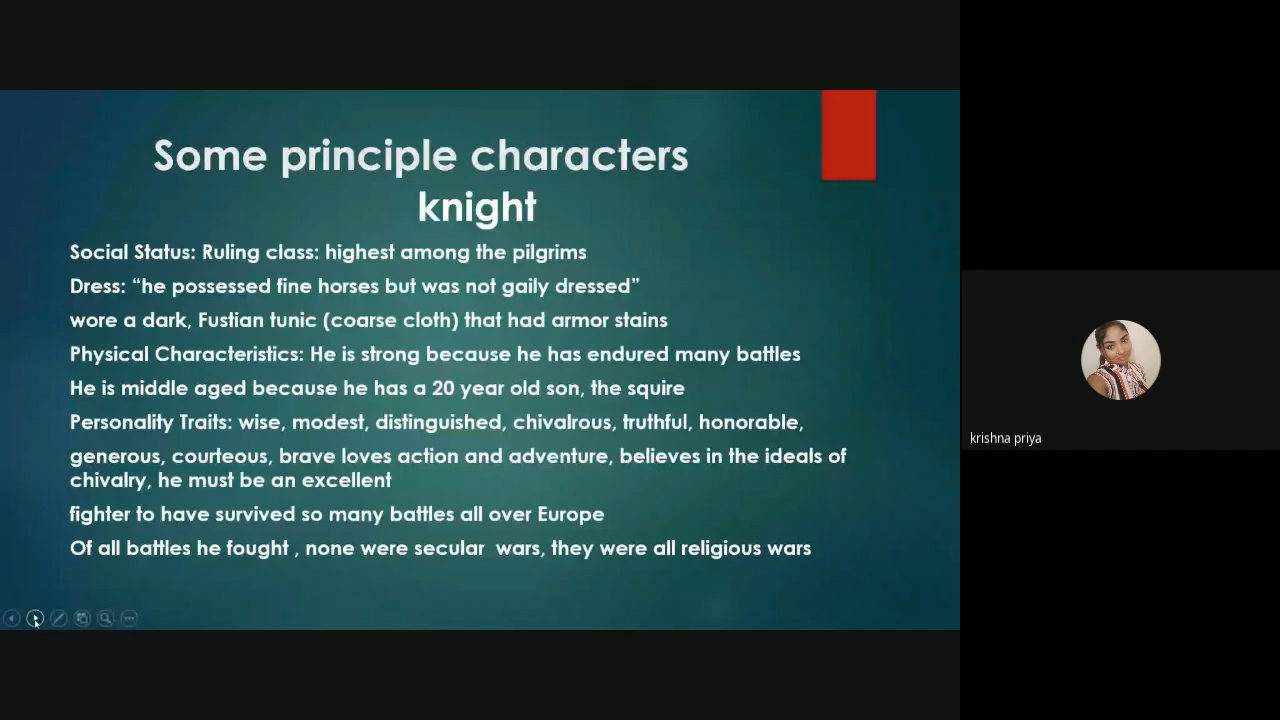 Some principle characters
knight
Social Status: Ruling class: highest among the pilgrims
Dress: “he possessed fine horses but was not gaily dressed”
wore a dark, Fustian tunic (coarse cloth) that had armor stains
Physical Characteristics: He is strong because he has endured many battles
He is middle aged because he has a 20 year old son, the squire
Personality Traits: wise, modest, distinguished, chivalrous, truthful, honorable,
generous, courteous, brave loves action and adventure, believes in the ideals of
chivalry, he must be an excellent
fighter to have survived so many battles all over Europe
Of all battles he fought , none were secular  wars, they were all religious wars
krishna priya